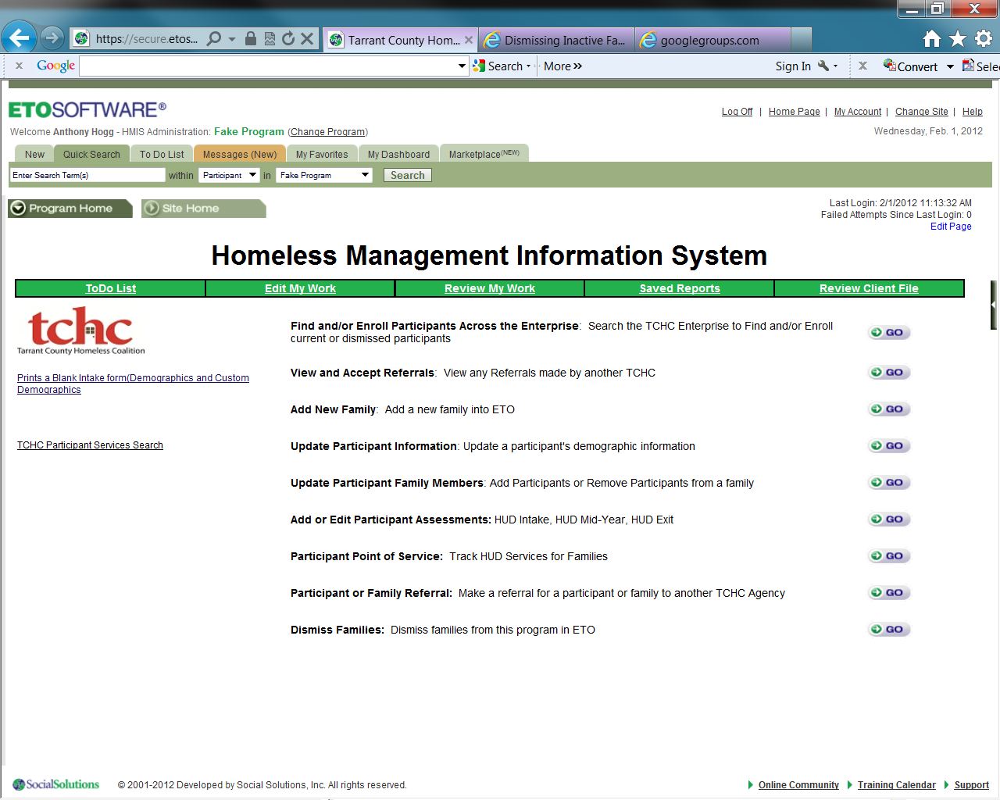 https://secure.etos...
Tarrant County Hom...
Dismissing Inactive Fa...
googlegroups.com
x Google
Search
More »
Sign In
x
Convert
Selec
ETOSOFTWARE®
Log Off | Home Page | My Account | Change Site | Help
Welcome Anthony Hogg - HMIS Administration: Fake Program (Change Program)
Wednesday, Feb. 1, 2012
New
Quick Search
To Do List
Messages (New)
My Favorites
My Dashboard
Marketplace(NEW)
Enter Search Term(s) within Participant in Fake Program Search
Program Home
Site Home
Last Login: 2/1/2012 11:13:32 AM
Failed Attempts Since Last Login: 0
Edit Page
Homeless Management Information System
ToDo List
Edit My Work
Review My Work
Saved Reports
Review Client File
tchc
Tarrant County Homeless Coalition
Prints a Blank Intake form(Demographics and Custom
Demographics
TCHC Participant Services Search
Find and/or Enroll Participants Across the Enterprise: Search the TCHC Enterprise to Find and/or Enroll
current or dismissed participants
GO
View and Accept Referrals: View any Referrals made by another TCHC
GO
Add New Family: Add a new family into ETO
GO
Update Participant Information: Update a participant's demographic information
GO
Update Participant Family Members: Add Participants or Remove Participants from a family
GO
Add or Edit Participant Assessments: HUD Intake, HUD Mid-Year, HUD Exit
GO
Participant Point of Service: Track HUD Services for Families
GO
Participant or Family Referral: Make a referral for a participant or family to another TCHC Agency
GO
Dismiss Families: Dismiss families from this program in ETO
GO
SocialSolutions
© 2001-2012 Developed by Social Solutions, Inc. All rights reserved.
Online Community
Training Calendar
Support